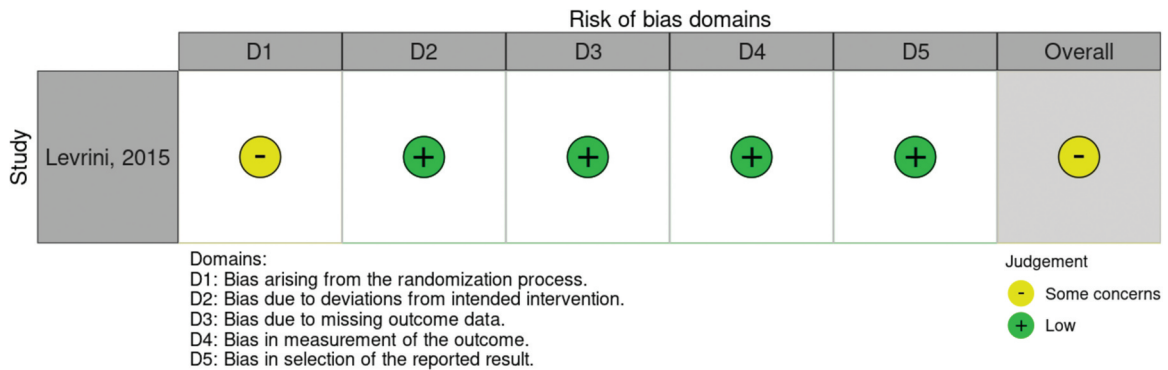 Risk of bias domains
D1 D2 D3 D4 D5 Overall
Study
Levrini, 2015 - + + + + -
Domains:
D1: Bias arising from the randomization process.
D2: Bias due to deviations from intended intervention.
D3: Bias due to missing outcome data.
D4: Bias in measurement of the outcome.
D5: Bias in selection of the reported result.
Judgement
- Some concerns
+ Low